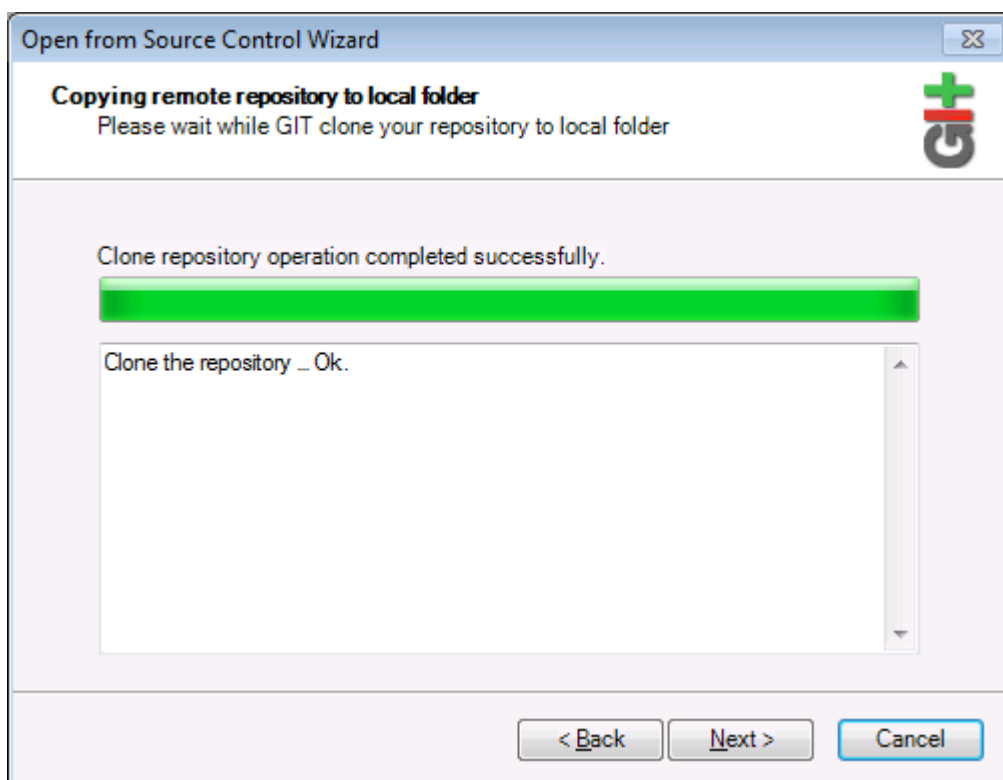 Open from Source Control Wizard
Copying remote repository to local folder
Please wait while GIT clone your repository to local folder
GIt
Clone repository operation completed successfully.
Clone the repository ... Ok.
< Back
Next >
Cancel